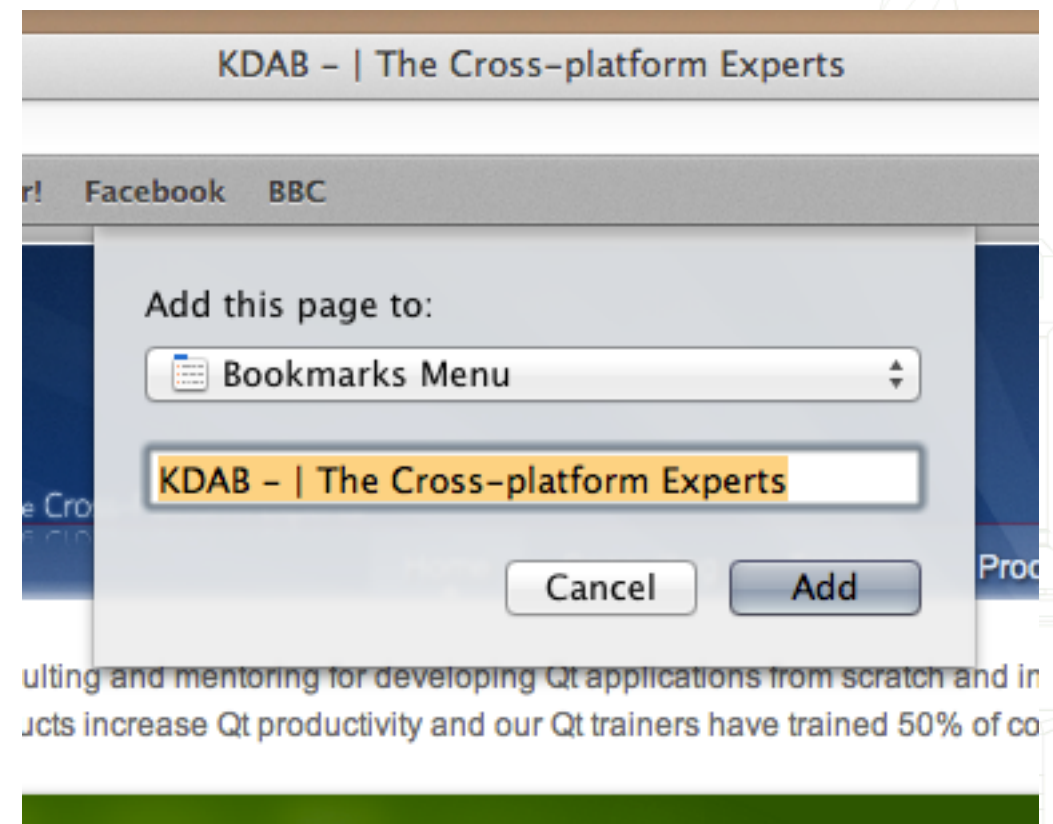 KDAB – | The Cross-platform Experts
r! Facebook BBC
Add this page to:
Bookmarks Menu
KDAB – | The Cross-platform Experts
e Cro
Cancel Add
Proc
ulting and mentoring for developing Qt applications from scratch and in
ucts increase Qt productivity and our Qt trainers have trained 50% of co